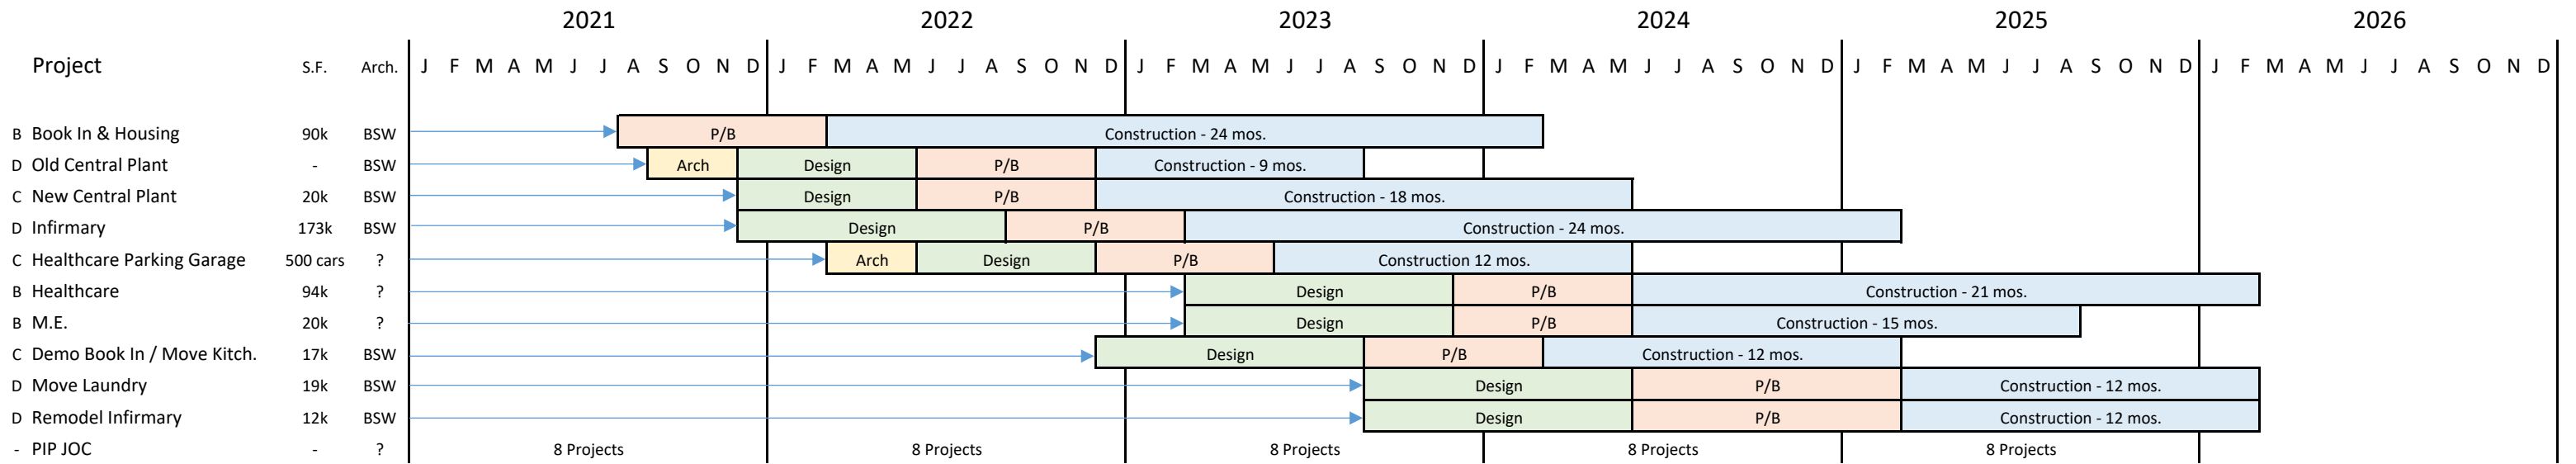 2021 2022 2023 2024 2025 2026
Project S.F. Arch. J F M A M J J A S O N D J F M A M J J A S O N D J F M A M J J A S O N D J F M A M J J A S O N D J F M A M J J A S O N D J F M A M J J A S O N D
B Book In & Housing 90k BSW P/B Construction - 24 mos.
D Old Central Plant - BSW Arch Design P/B Construction - 9 mos.
C New Central Plant 20k BSW Design P/B Construction - 18 mos.
D Infirmary 173k BSW Design P/B Construction - 24 mos.
C Healthcare Parking Garage 500 cars ? Arch Design P/B Construction 12 mos.
B Healthcare 94k ? Design P/B Construction - 21 mos.
B M.E. 20k ? Design P/B Construction - 15 mos.
C Demo Book In / Move Kitch. 17k BSW Design P/B Construction - 12 mos.
D Move Laundry 19k BSW Design P/B Construction - 12 mos.
D Remodel Infirmary 12k BSW Design P/B Construction - 12 mos.
- PIP JOC - ? 8 Projects 8 Projects 8 Projects 8 Projects 8 Projects